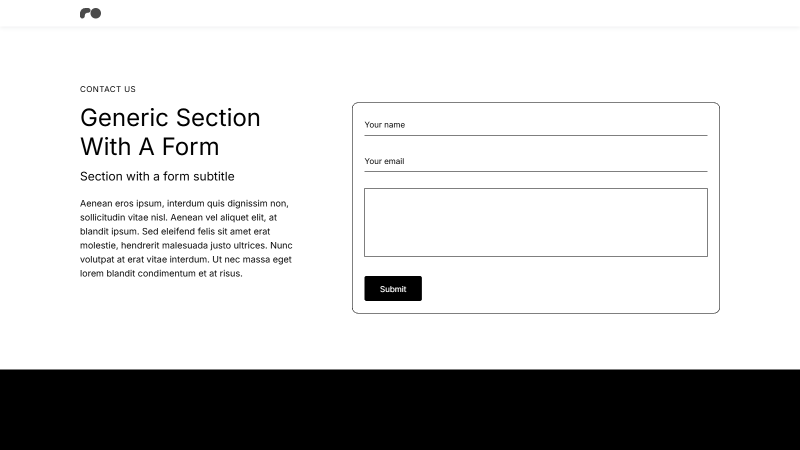 CONTACT US
Generic Section
With A Form
Section with a form subtitle
Aenean eros ipsum, interdum quis dignissim non,
sollicitudin vitae nisl. Aenean vel aliquet elit, at
blandit ipsum. Sed eleifend felis sit amet erat
molestie, hendrerit malesuada justo ultrices. Nunc
volutpat at erat vitae interdum. Ut nec massa eget
lorem blandit condimentum et at risus.
Your name
Your email
Submit